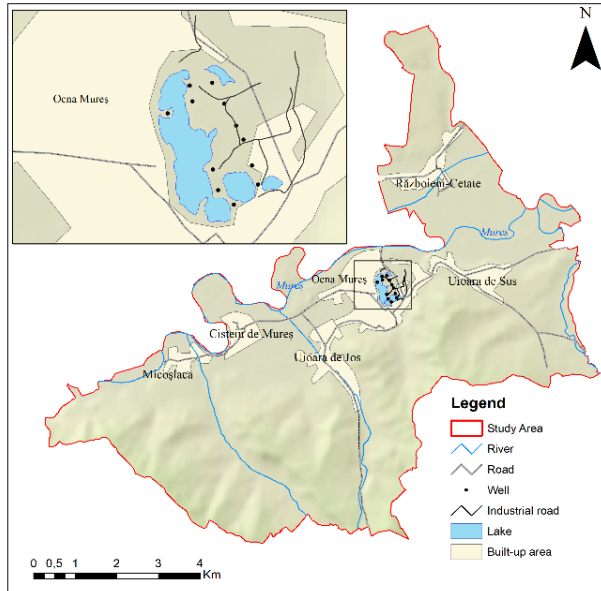 N
Ocna Mureș
Războieni-Cetate
Mureș
Mureș
Ocna Mureș
Uioara de Sus
Cisteiu de Mureș
Uioara de Jos
Micoșlaca
Legend
Study Area
River
Road
Well
Industrial road
Lake
Built-up area
0 0,5 1 2 3 4
Km